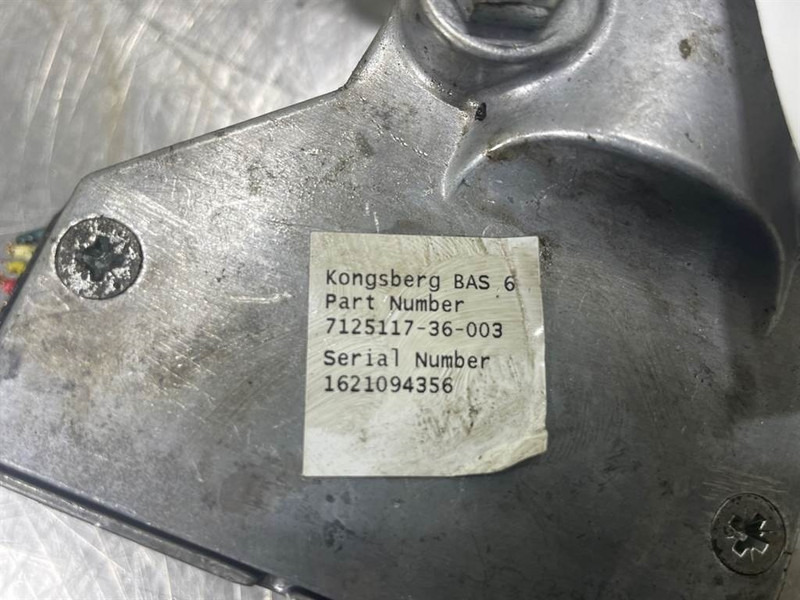 Kongsberg BAS 6
Part Number
7125117-36-003
Serial Number
1621094356